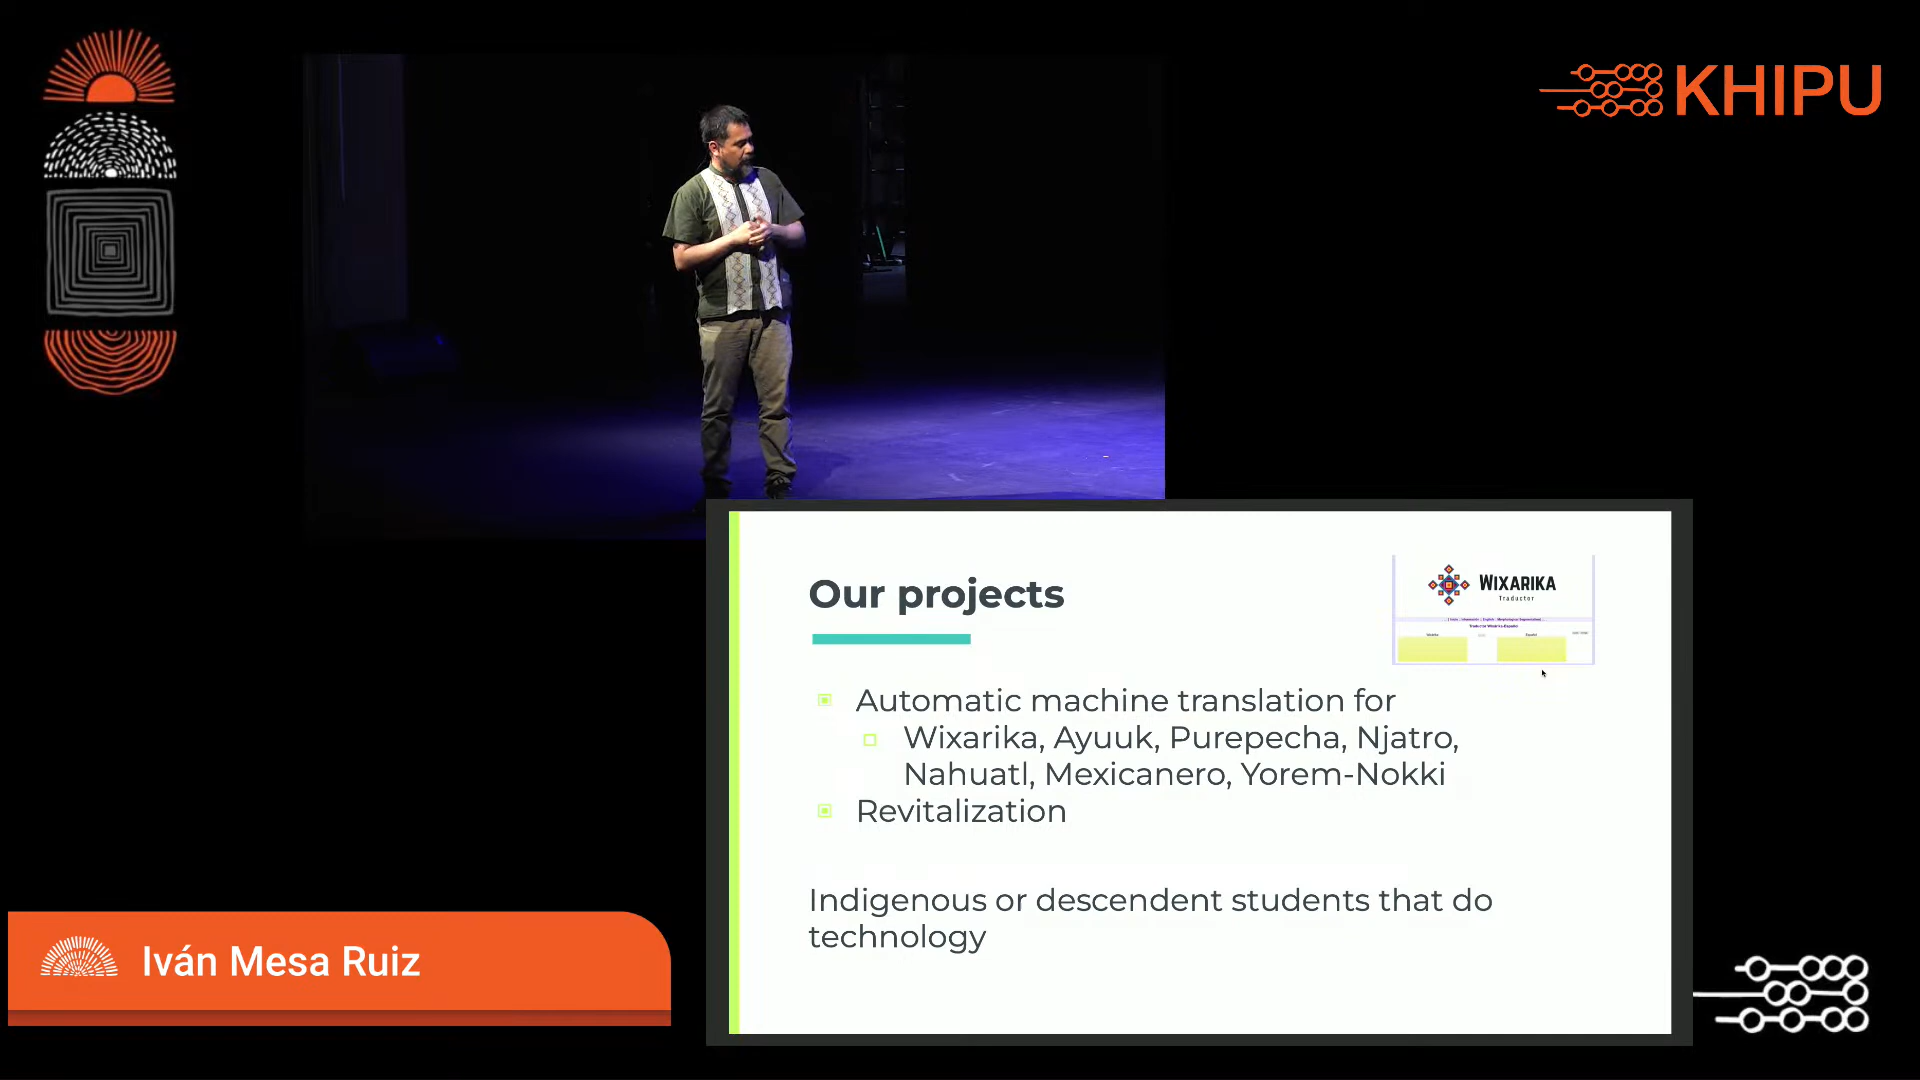 KHIPU
Our projects
WIXARIKA
Traductor
Automatic machine translation for
Wixarika, Ayuuk, Purepecha, Njatro,
Nahuatl, Mexicanero, Yorem-Nokki
Revitalization
Indigenous or descendent students that do
technology
Iván Mesa Ruiz